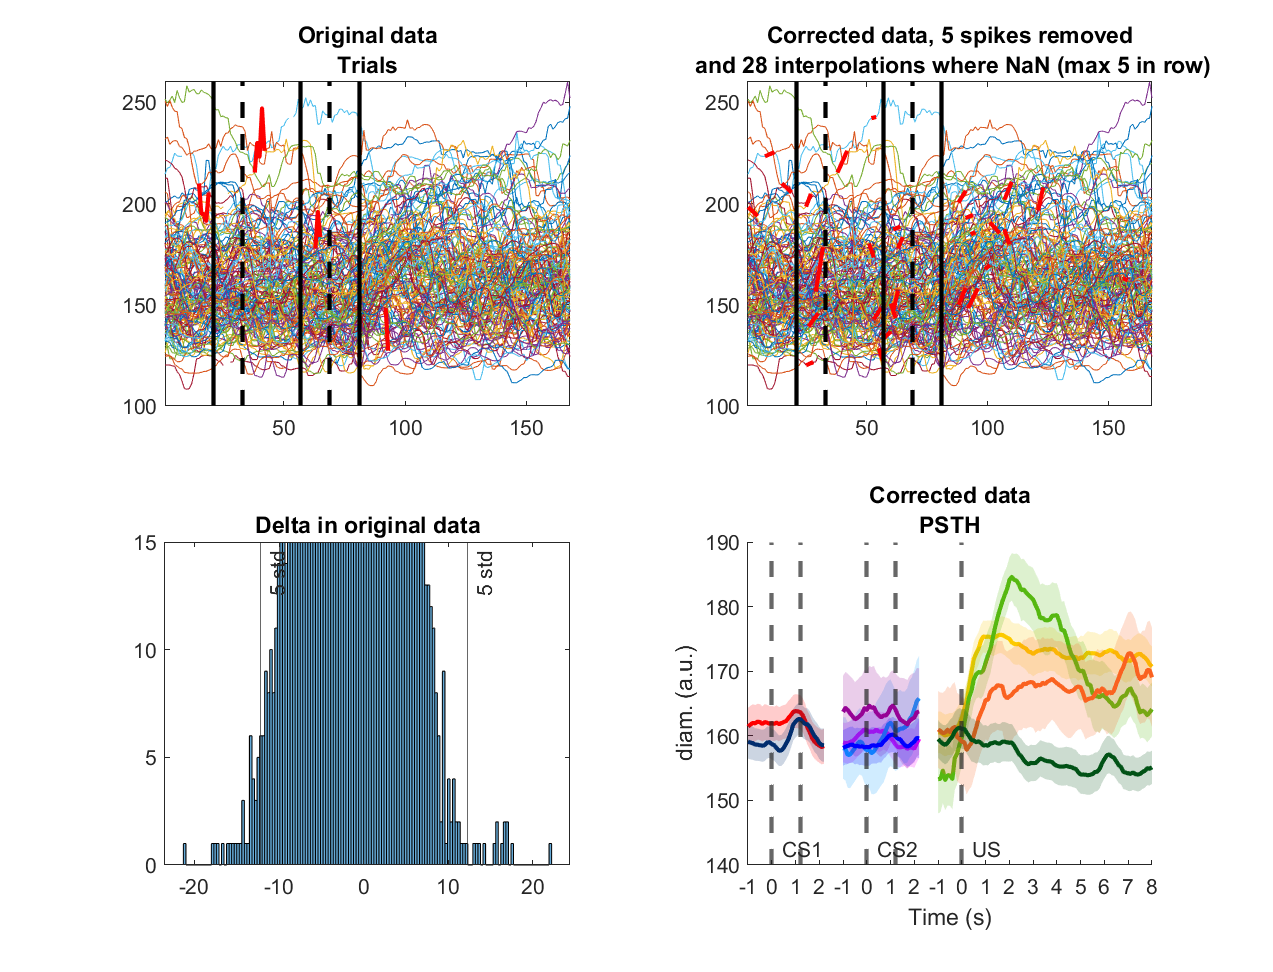 Original data
Trials
250
200
150
100
50
100
150
Corrected data, 5 spikes removed
and 28 interpolations where NaN (max 5 in row)
250
200
150
100
50
100
150
Delta in original data
15
10
5
0
5 std
5 std
-20
-10
0
10
20
Corrected data
PSTH
190
180
170
160
150
140
diam. (a.u.)
CS1
CS2
US
-1 0 1 2 -1 0 1 2 -1 0 1 2 3 4 5 6 7 8
Time (s)